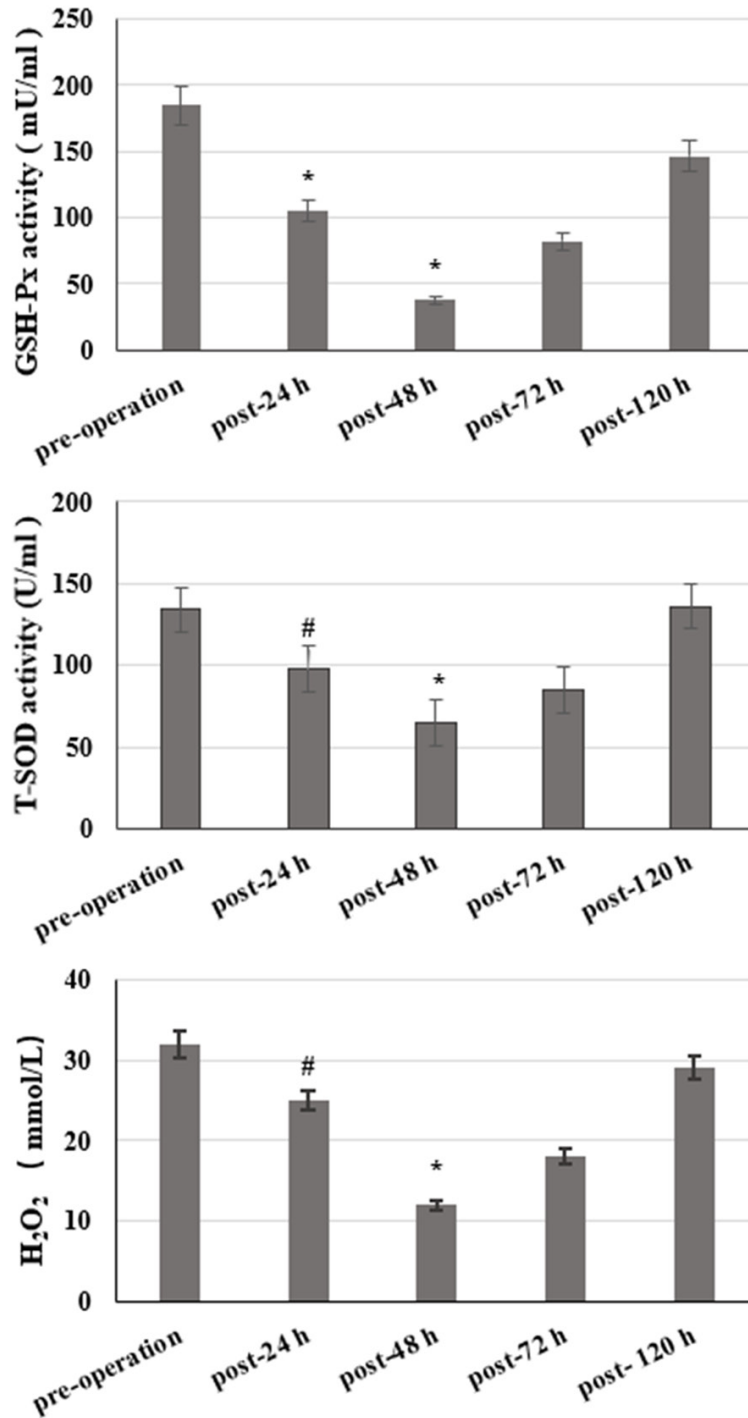 GSH-Px activity ( mU/ml )
250
200
150
100
50
0
*
*
pre-operation
post-24 h
post-48 h
post-72 h
post-120 h
T-SOD activity (U/ml )
200
150
100
50
0
#
*
pre-operation
post-24 h
post-48 h
post-72 h
post-120 h
H₂O₂ ( mmol/L)
40
30
20
10
0
#
*
pre-operation
post-24 h
post-48 h
post-72 h
post- 120 h